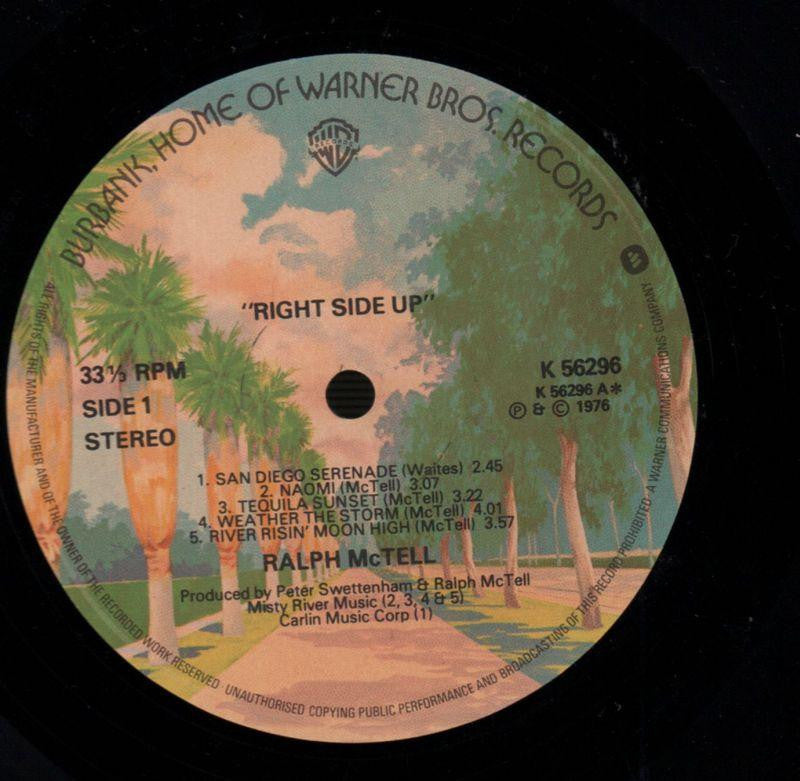 BURBANK, HOME OF WARNER BROS. RECORDS
RECORDS
"RIGHT SIDE UP"
33⅓ RPM
SIDE 1
STEREO
K 56296
K 56296 A*
℗ & © 1976
1. SAN DIEGO SERENADE (Waites) 2.45
2. NAOMI (McTell) 3.07
3. TEQUILA SUNSET (McTell) 3.22
4. WEATHER THE STORM (McTell) 4.01
5. RIVER RISIN' MOON HIGH (McTell) 3.57
RALPH McTELL
Produced by Peter Swettenham & Ralph McTell
Misty River Music (2, 3, 4 & 5)
Carlin Music Corp (1)
ALL RIGHTS OF THE MANUFACTURER AND OF THE OWNER OF THE RECORDED WORK RESERVED · UNAUTHORISED COPYING PUBLIC PERFORMANCE AND BROADCASTING OF THIS RECORD PROHIBITED · A WARNER COMMUNICATIONS COMPANY